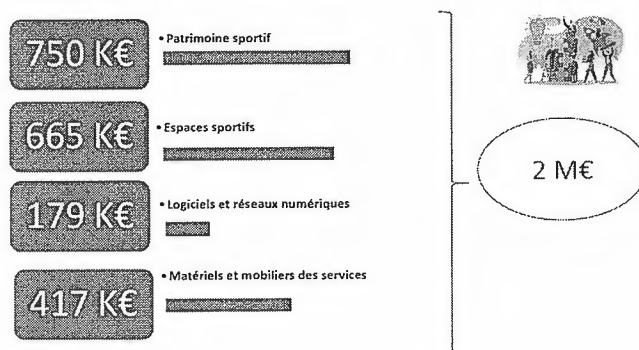 750 K€
• Patrimoine sportif
665 K€
• Espaces sportifs
179 K€
• Logiciels et réseaux numériques
417 K€
• Matériels et mobiliers des services
2 M€